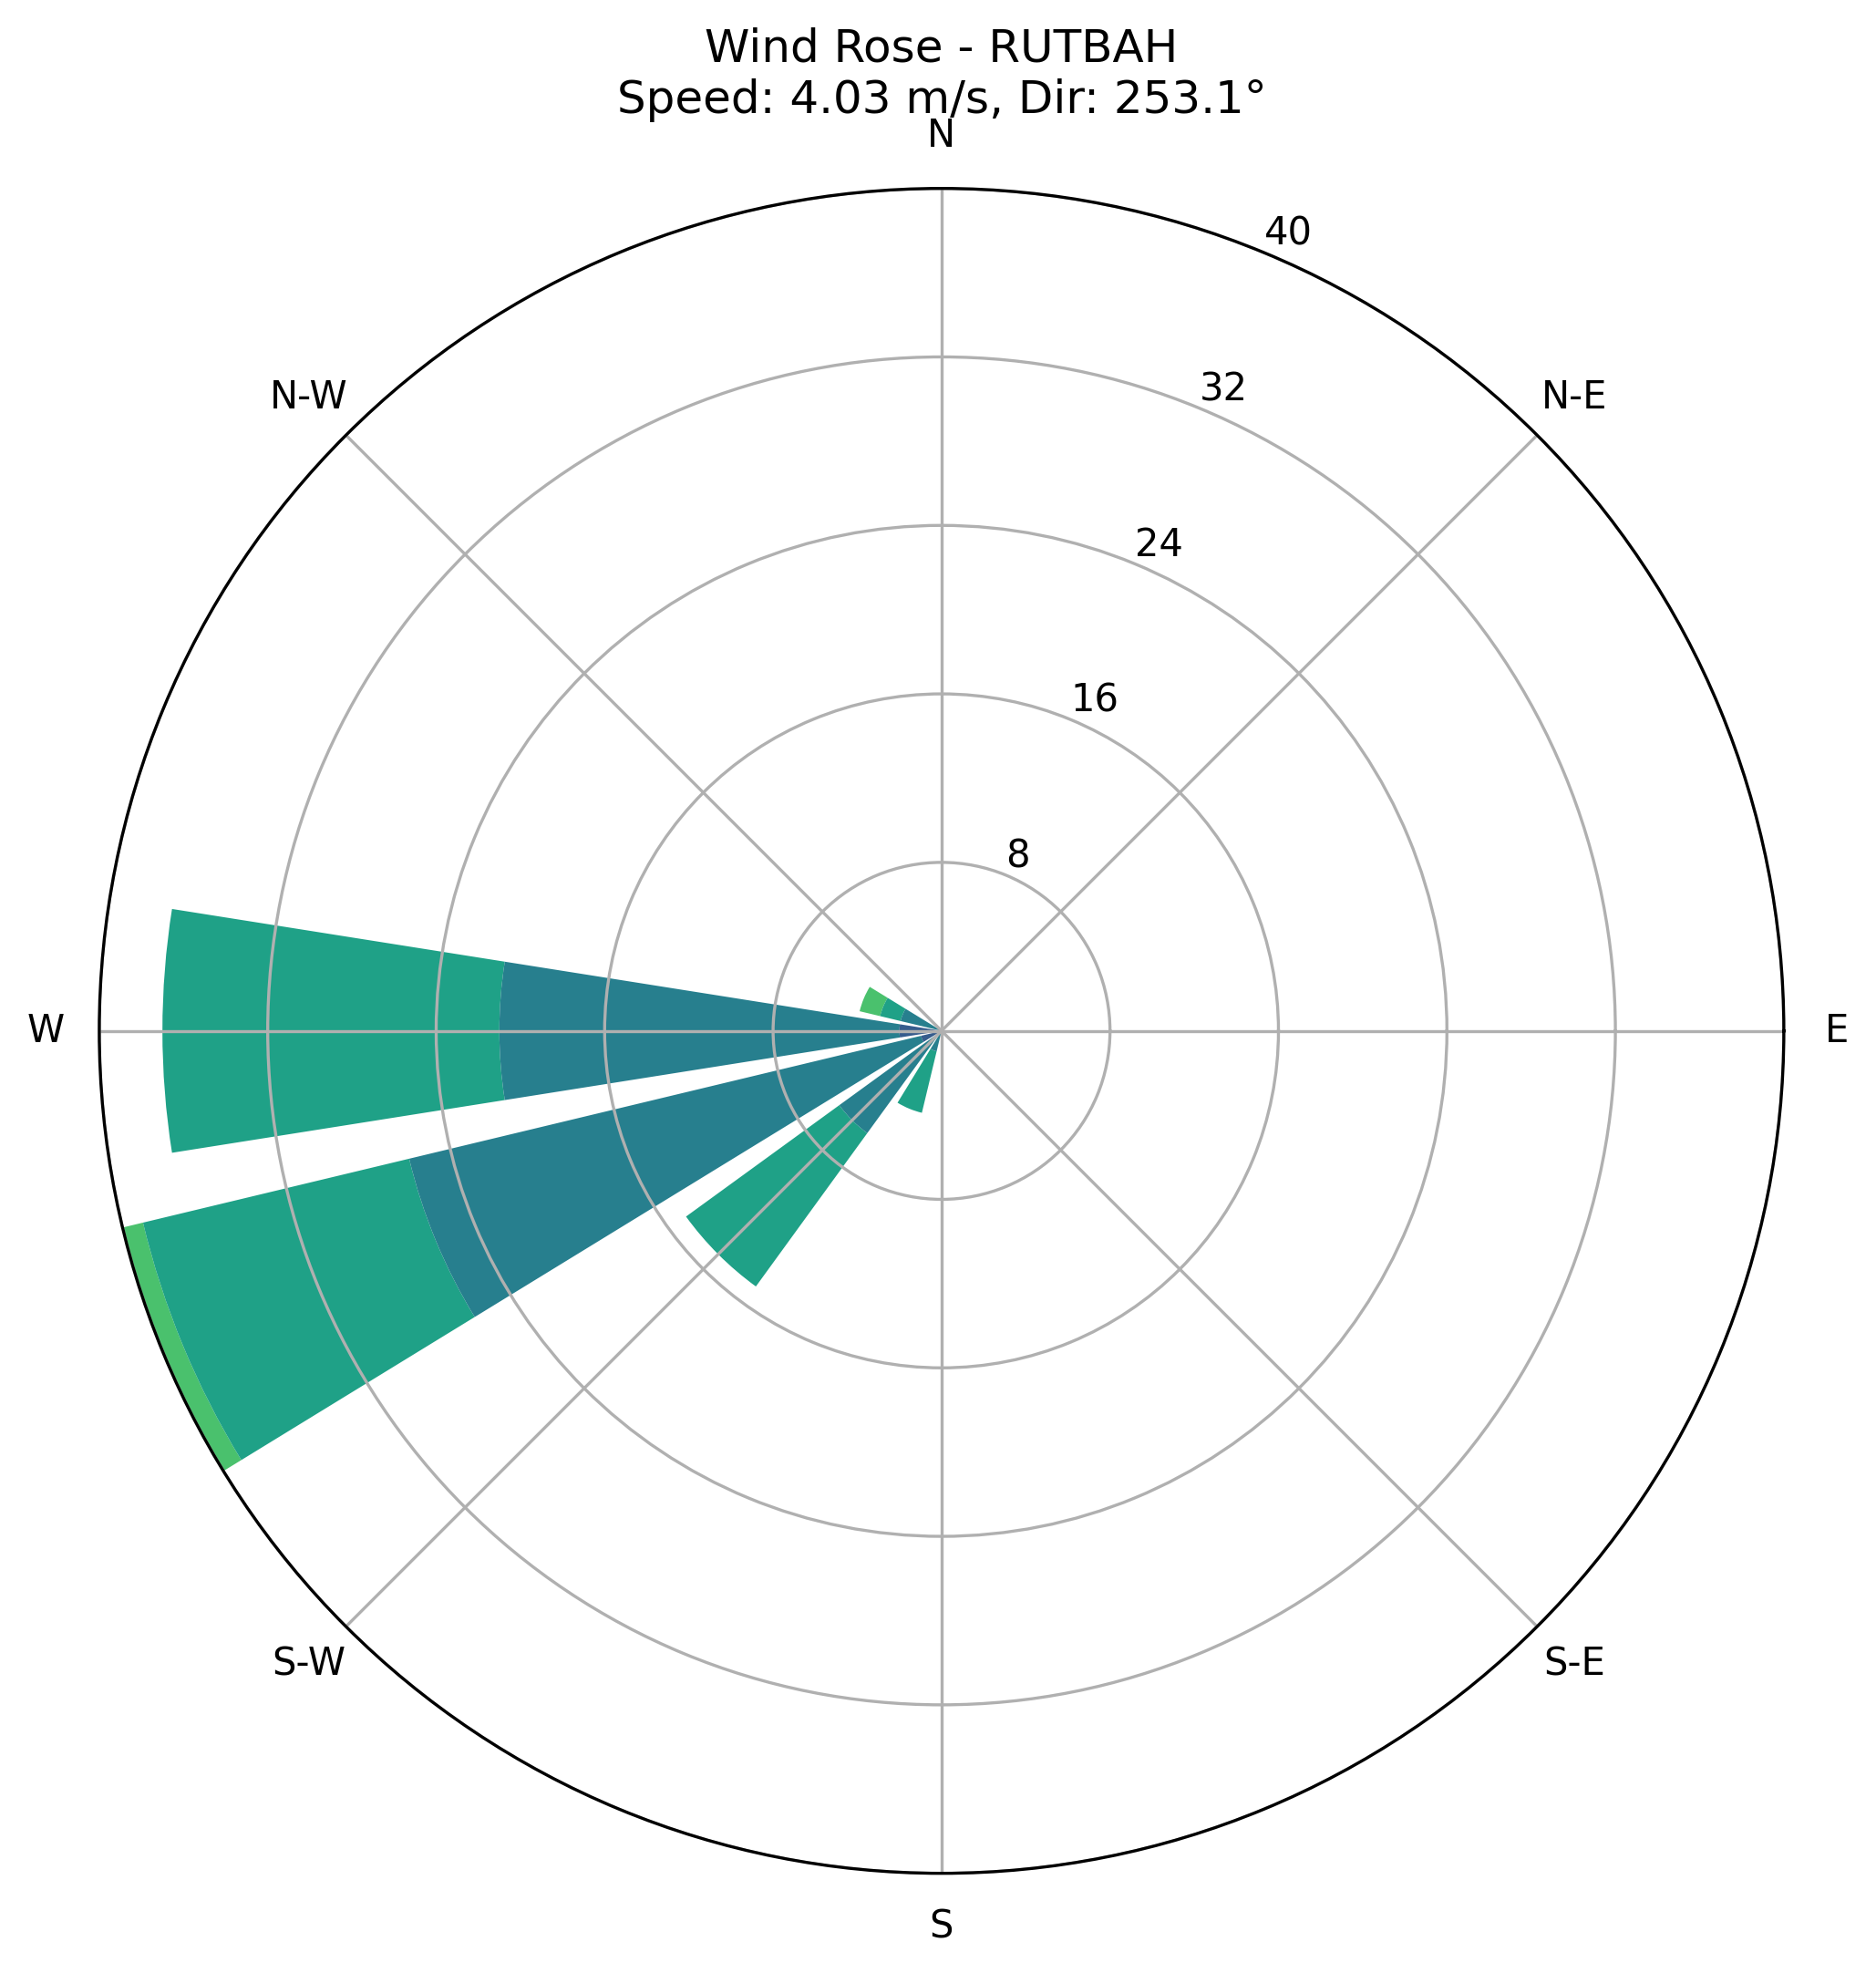 Wind Rose - RUTBAH
Speed: 4.03 m/s, Dir: 253.1°
N
40
32
N-W
N-E
24
16
8
W
E
S-W
S-E
S